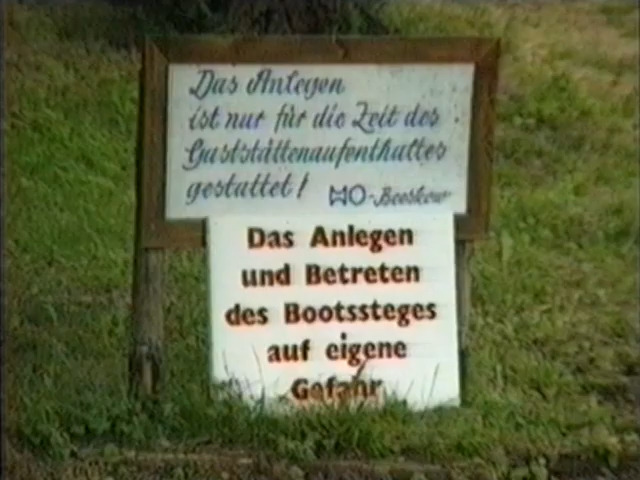 Das Anlegen
ist nur für die Zeit des
Gaststättenaufenthaltes
gestattet! HO-Beeskow
Das Anlegen
und Betreten
des Bootssteges
auf eigene
Gefahr